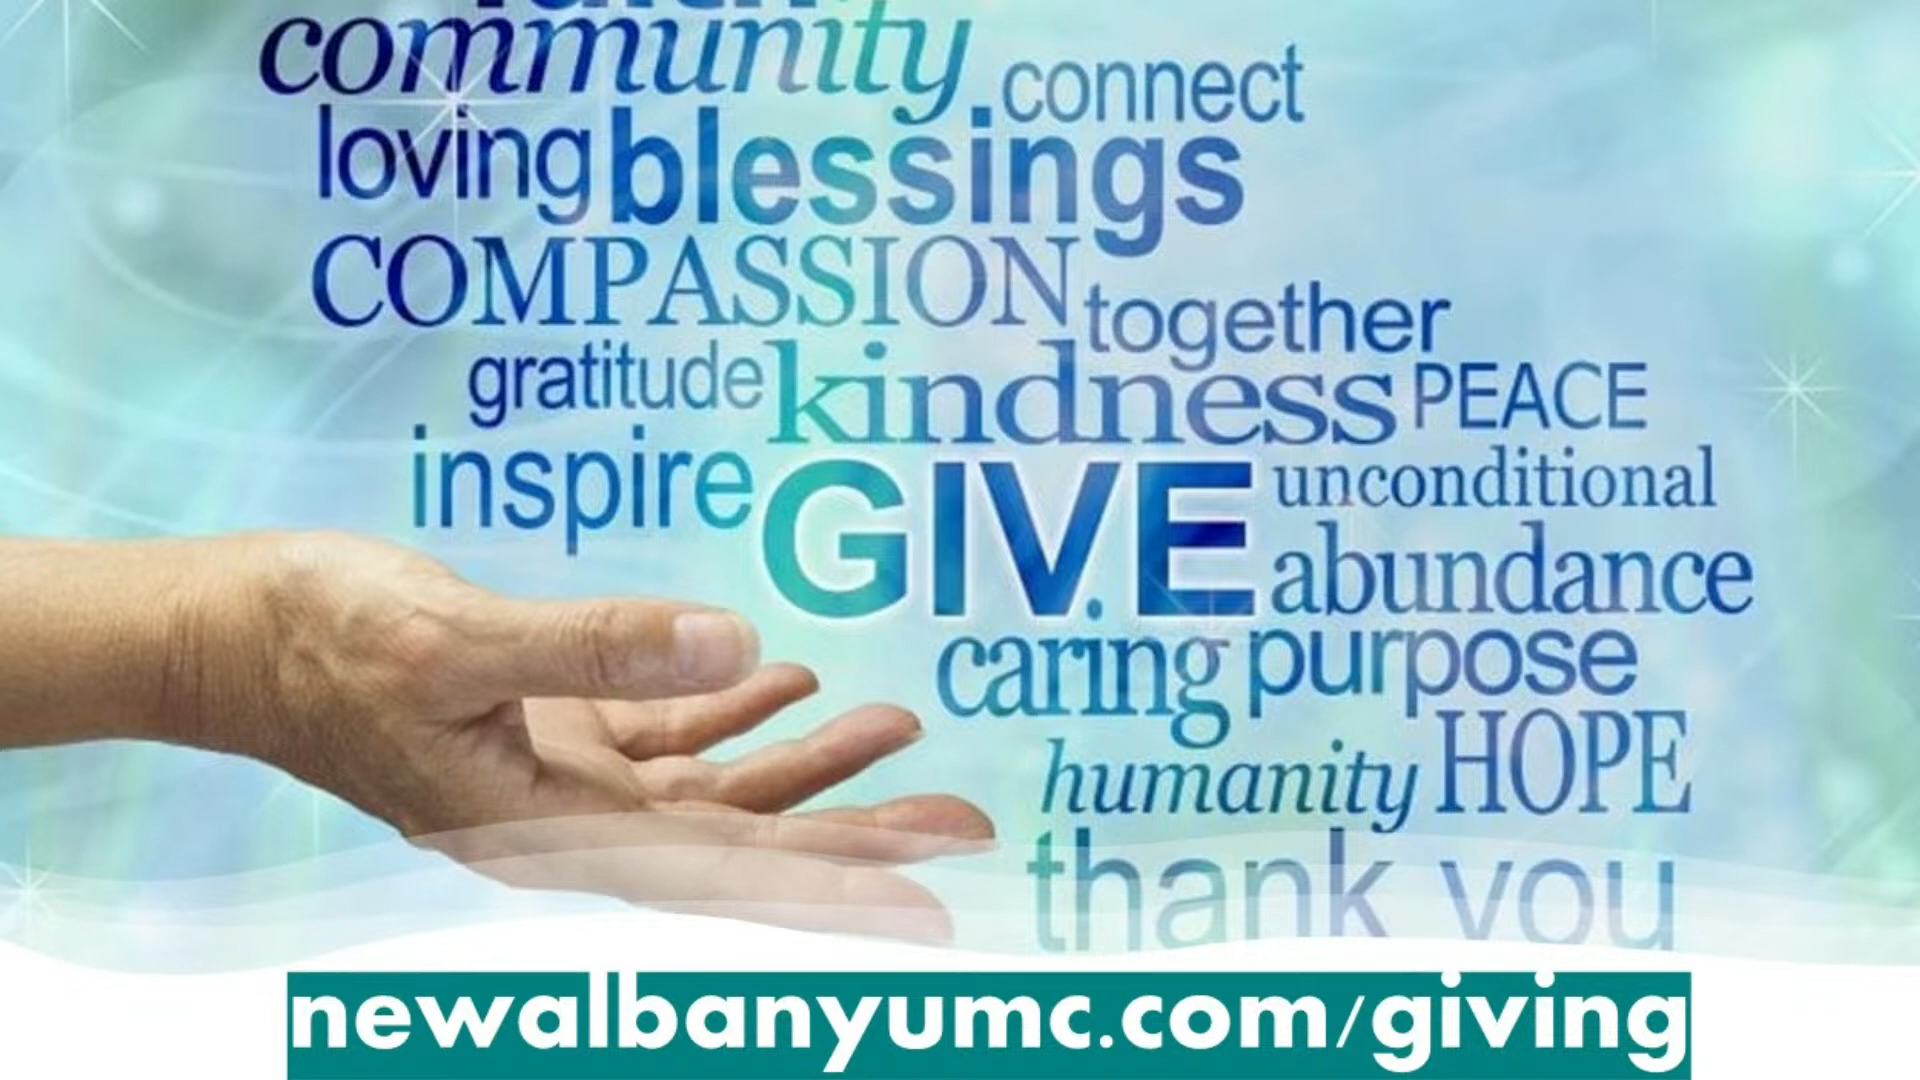 community connect
loving blessings
COMPASSION together
gratitude kindness PEACE
inspire GIVE unconditional
abundance
caring purpose
humanity HOPE
thank you
newalbanyumc.com/giving